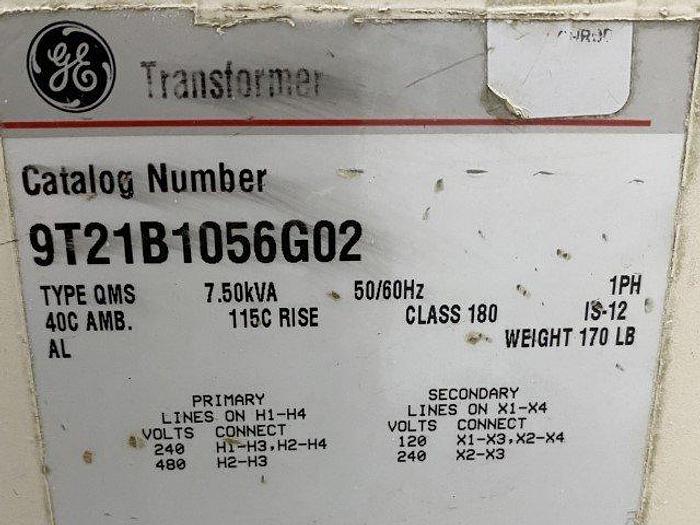 GE
Transformer
Catalog Number
9T21B1056G02
TYPE QMS 7.50kVA 50/60Hz 1PH
40C AMB. 115C RISE CLASS 180 IS-12
AL WEIGHT 170 LB
PRIMARY SECONDARY
LINES ON H1-H4 LINES ON X1-X4
VOLTS CONNECT VOLTS CONNECT
240 H1-H3,H2-H4 120 X1-X3,X2-X4
480 H2-H3 240 X2-X3